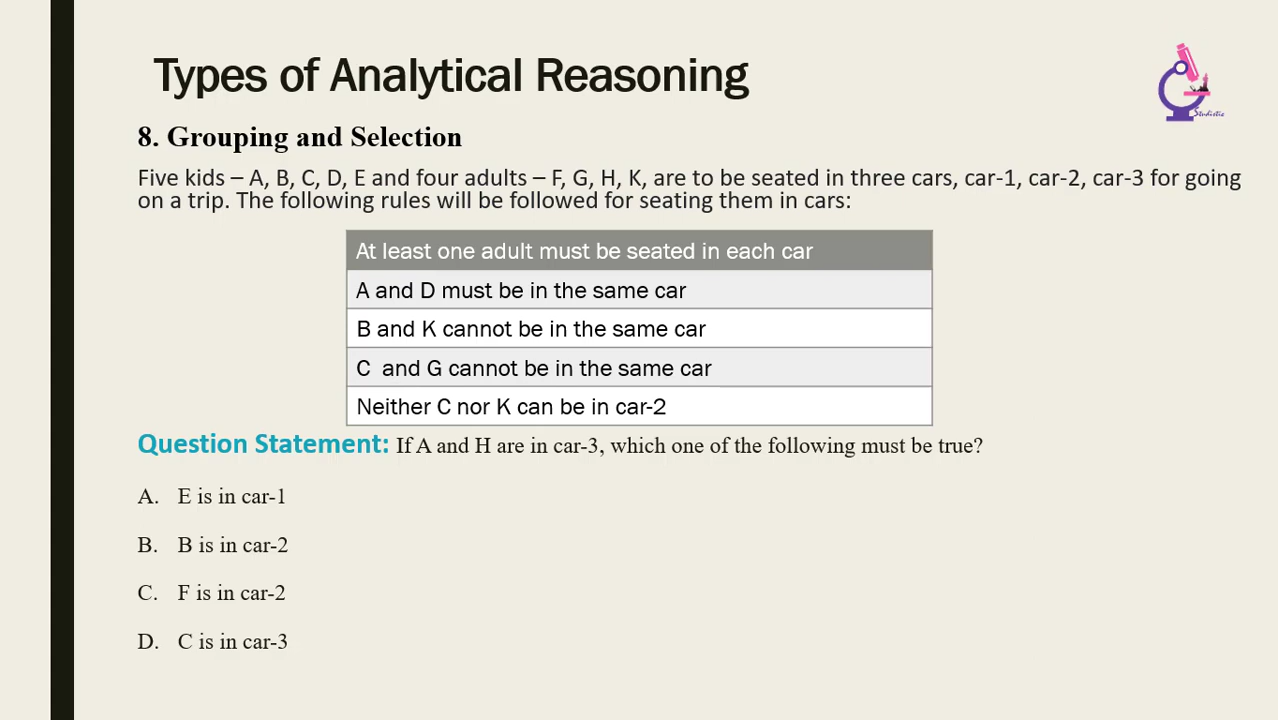 Types of Analytical Reasoning
Studistic
8. Grouping and Selection
Five kids – A, B, C, D, E and four adults – F, G, H, K, are to be seated in three cars, car-1, car-2, car-3 for going
on a trip. The following rules will be followed for seating them in cars:
At least one adult must be seated in each car
A and D must be in the same car
B and K cannot be in the same car
C and G cannot be in the same car
Neither C nor K can be in car-2
Question Statement: If A and H are in car-3, which one of the following must be true?
A. E is in car-1
B. B is in car-2
C. F is in car-2
D. C is in car-3